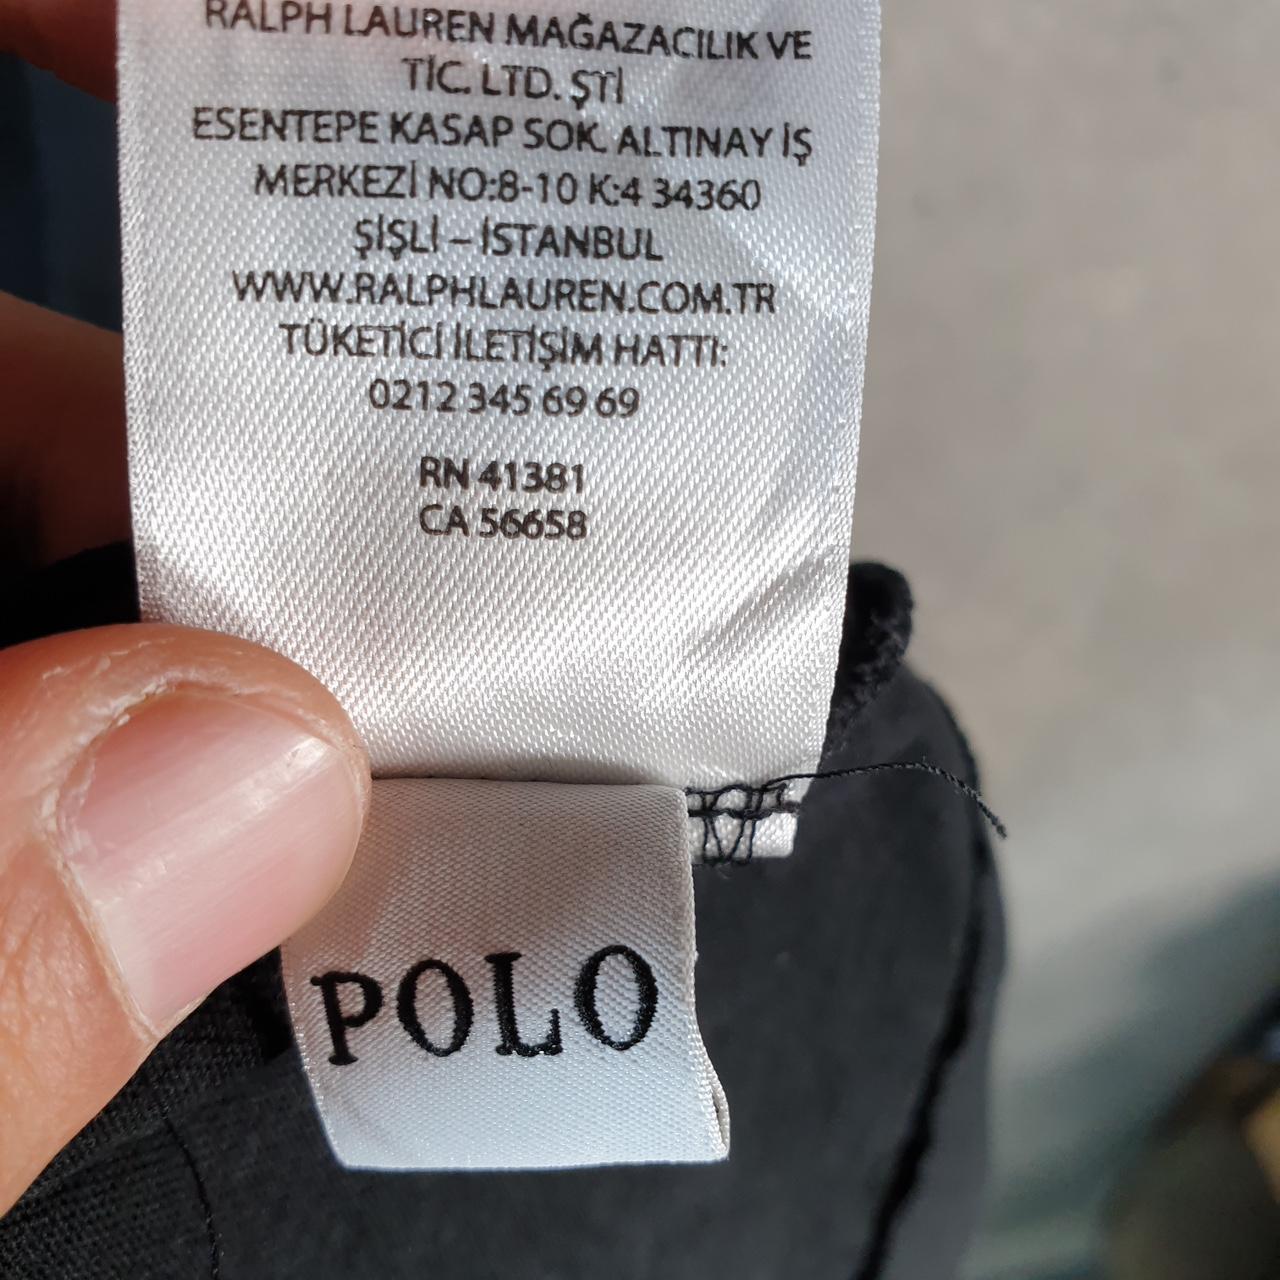 RALPH LAUREN MAĞAZACILIK VE
TİC. LTD. ŞTİ
ESENTEPE KASAP SOK. ALTINAY İŞ
MERKEZİ NO:8-10 K:4 34360
ŞİŞLİ – İSTANBUL
WWW.RALPHLAUREN.COM.TR
TÜKETİCİ İLETİŞİM HATTI:
0212 345 69 69
RN 41381
CA 56658
POLO